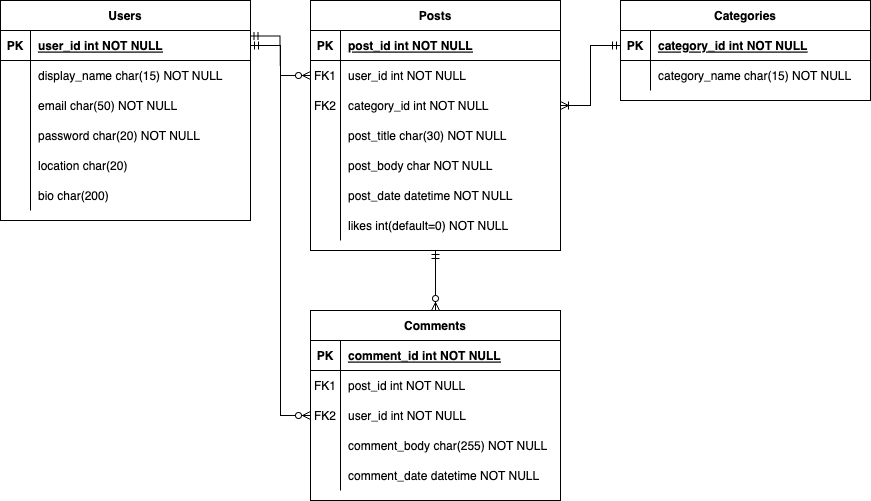 Users
PK user_id int NOT NULL
display_name char(15) NOT NULL
email char(50) NOT NULL
password char(20) NOT NULL
location char(20)
bio char(200)
Posts
PK post_id int NOT NULL
FK1 user_id int NOT NULL
FK2 category_id int NOT NULL
post_title char(30) NOT NULL
post_body char NOT NULL
post_date datetime NOT NULL
likes int(default=0) NOT NULL
Categories
PK category_id int NOT NULL
category_name char(15) NOT NULL
Comments
PK comment_id int NOT NULL
FK1 post_id int NOT NULL
FK2 user_id int NOT NULL
comment_body char(255) NOT NULL
comment_date datetime NOT NULL